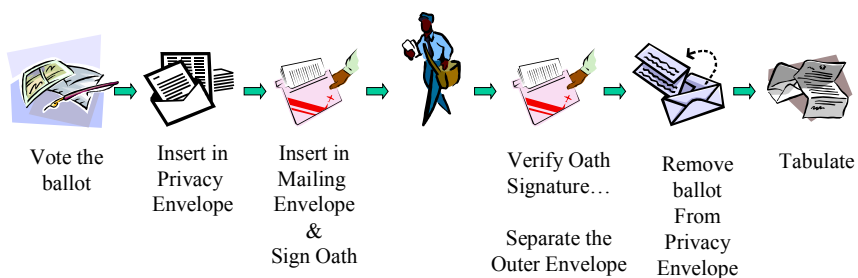 Vote the
ballot
Insert in
Privacy
Envelope
Insert in
Mailing
Envelope
&
Sign Oath
Verify Oath
Signature…
Separate the
Outer Envelope
Remove
ballot
From
Privacy
Envelope
Tabulate